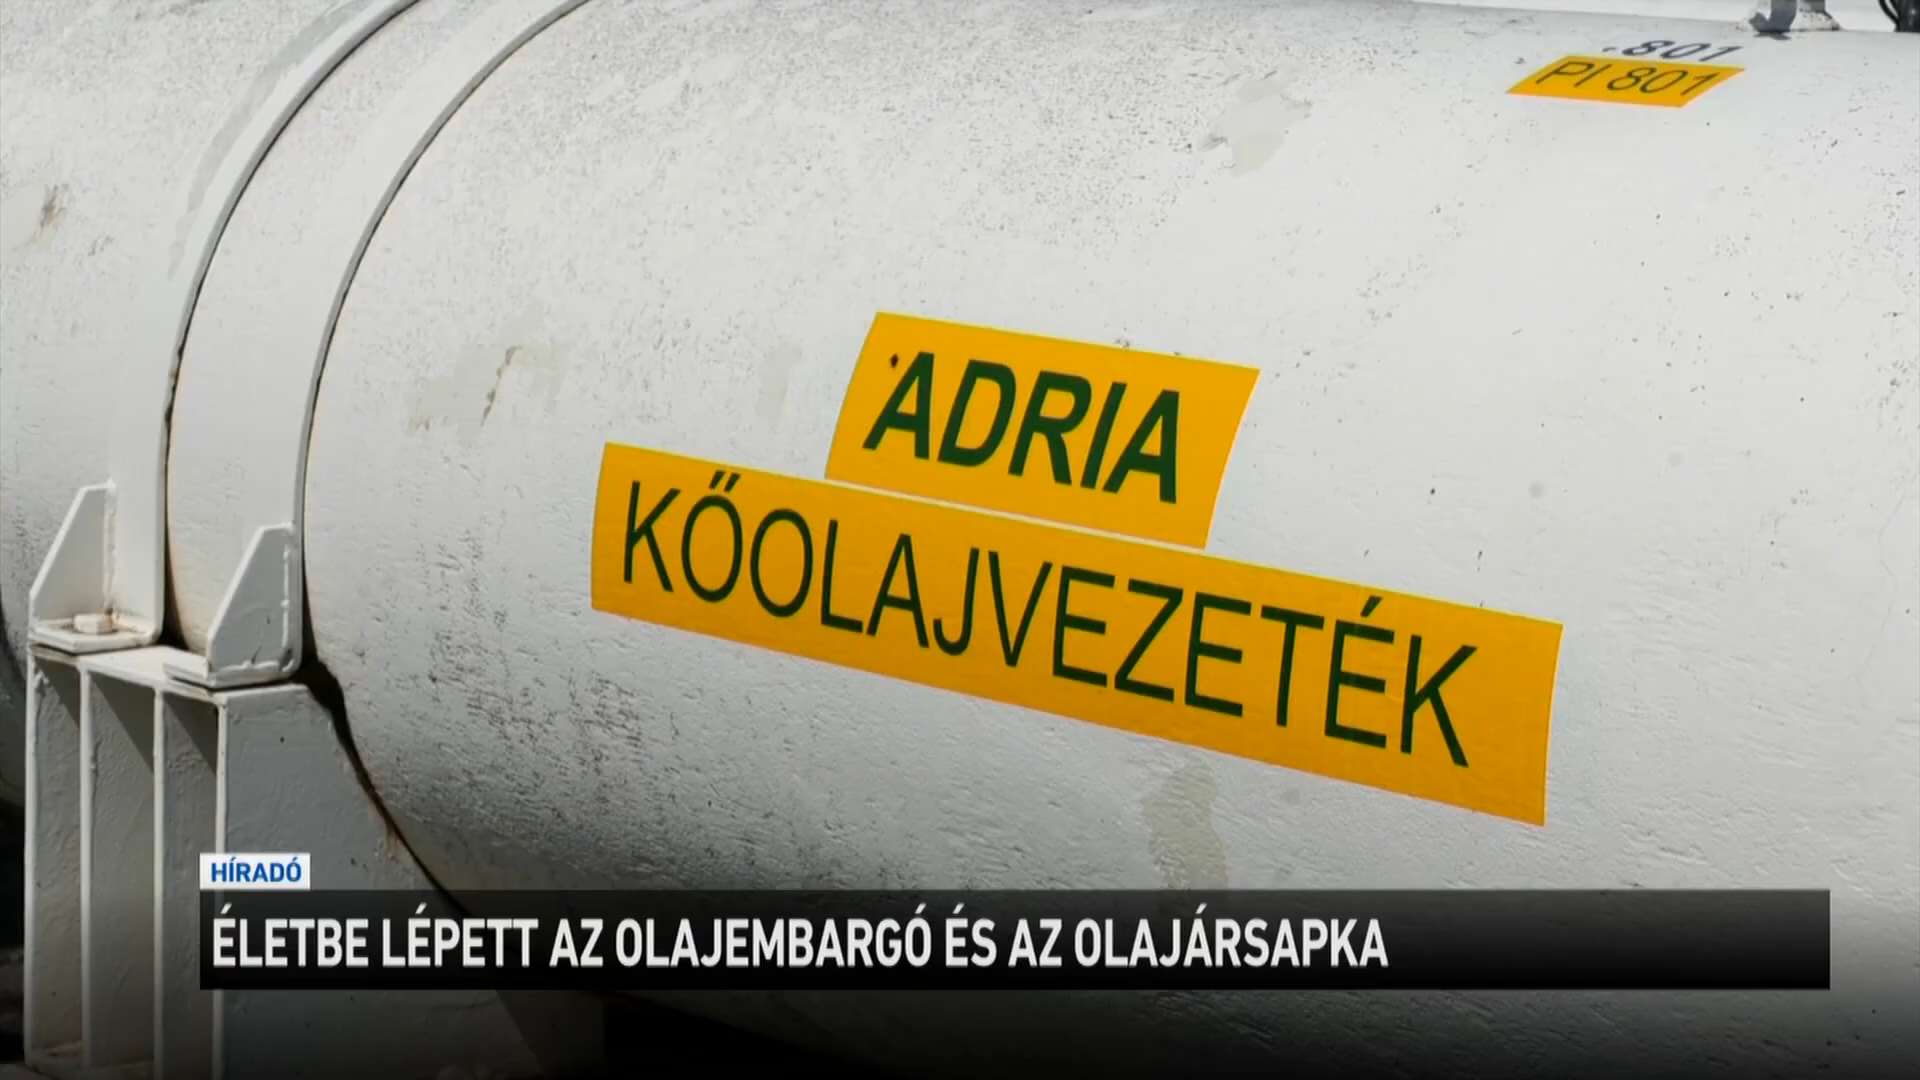 .801
PI 801
ADRIA
KŐOLAJVEZETÉK
HÍRADÓ
ÉLETBE LÉPETT AZ OLAJEMBARGÓ ÉS AZ OLAJÁRSAPKA